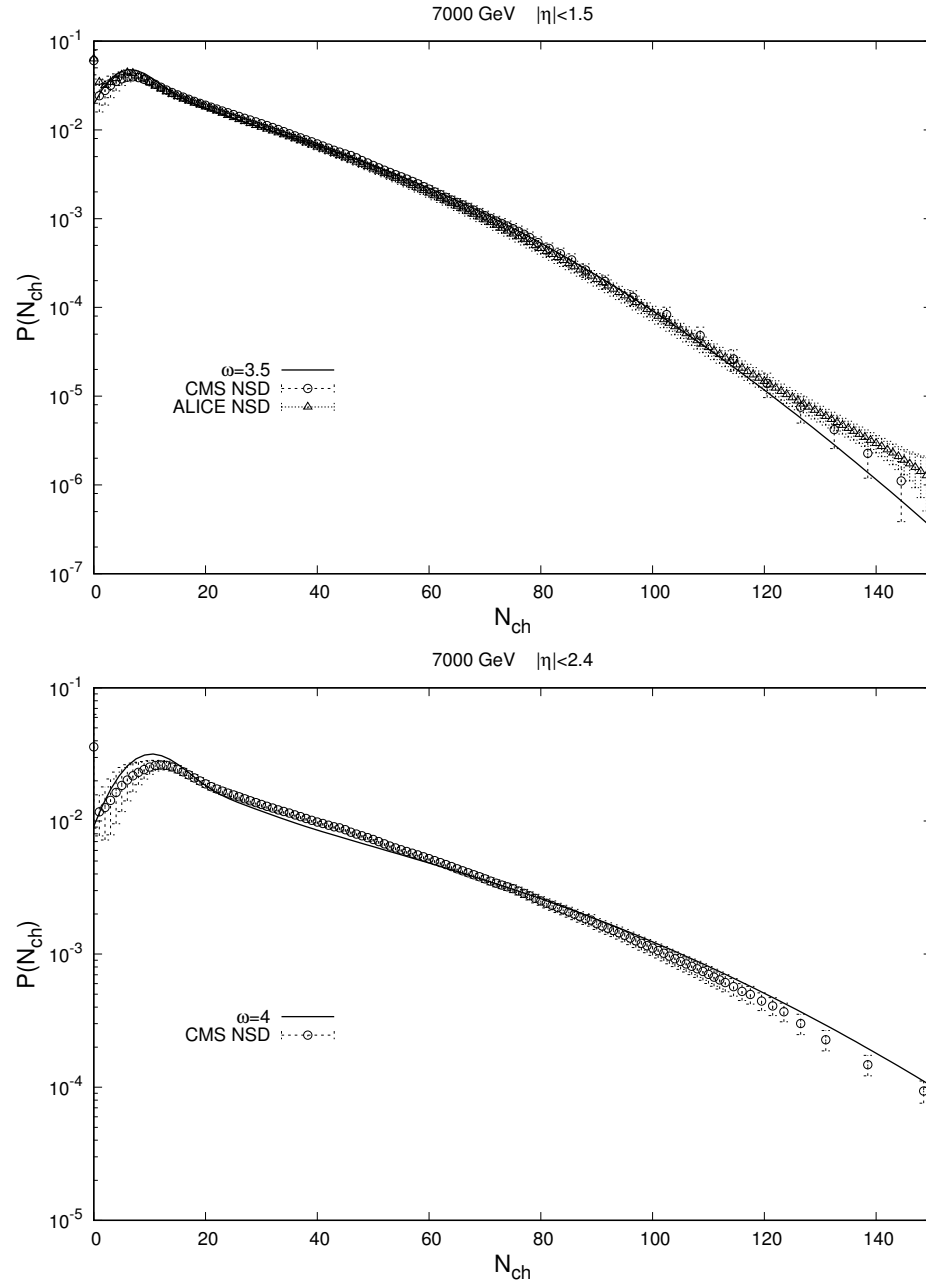 7000 GeV |η|<1.5
10⁻¹
10⁻²
10⁻³
10⁻⁴
10⁻⁵
10⁻⁶
10⁻⁷
P(N_ch)
ω=3.5
CMS NSD
ALICE NSD
0 20 40 60 80 100 120 140
N_ch
7000 GeV |η|<2.4
10⁻¹
10⁻²
10⁻³
10⁻⁴
10⁻⁵
P(N_ch)
ω=4
CMS NSD
0 20 40 60 80 100 120 140
N_ch